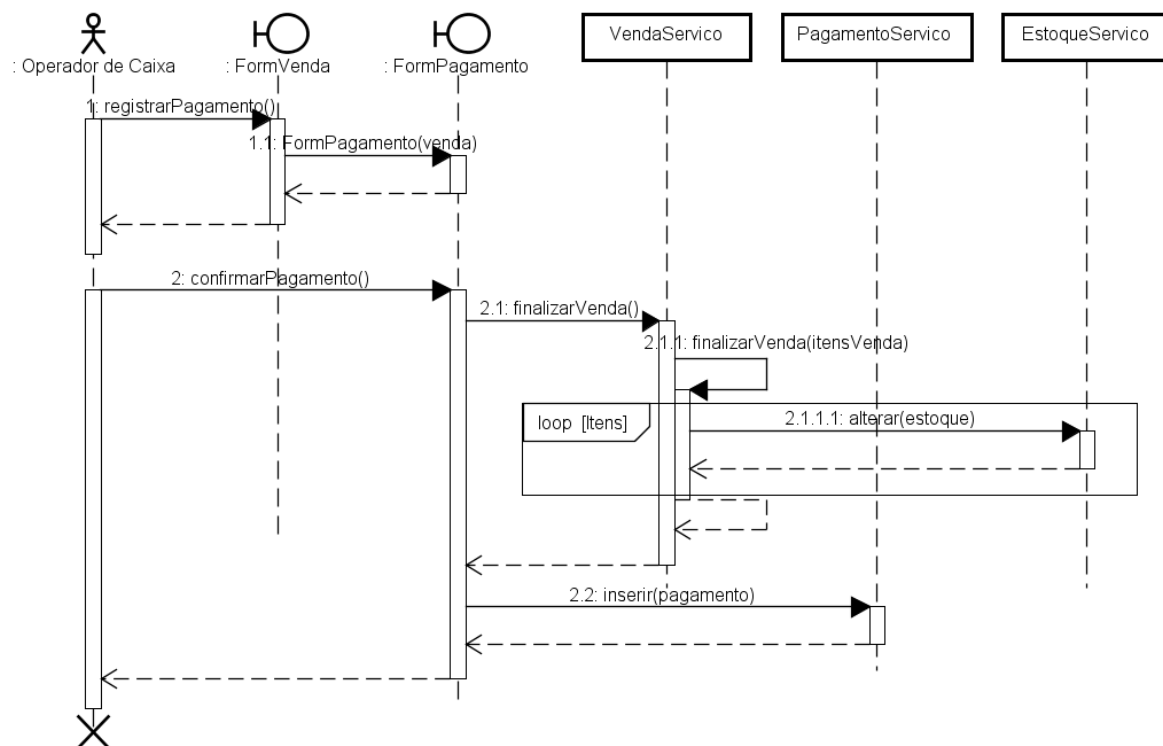 VendaServico
PagamentoServico
EstoqueServico
: Operador de Caixa
: FormVenda
: FormPagamento
1: registrarPagamento()
1.1: FormPagamento(venda)
2: confirmarPagamento()
2.1: finalizarVenda()
2.1.1: finalizarVenda(itensVenda)
loop [Itens]
2.1.1.1: alterar(estoque)
2.2: inserir(pagamento)